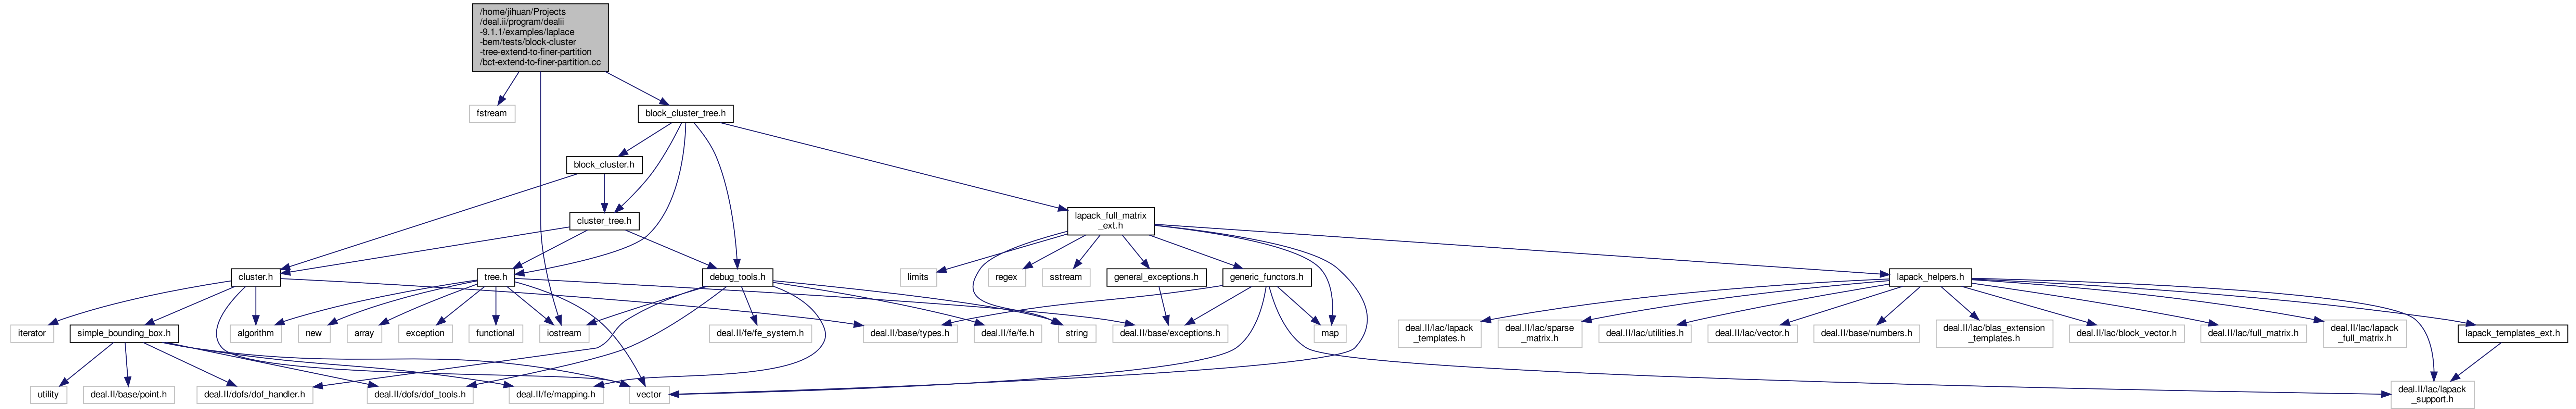 /home/jihuan/Projects
/deal.ii/program/dealii
-9.1.1/examples/laplace
-bem/tests/block-cluster
-tree-extend-to-finer-partition
/bct-extend-to-finer-partition.cc
fstream
block_cluster_tree.h
block_cluster.h
cluster_tree.h
lapack_full_matrix
_ext.h
cluster.h
tree.h
debug_tools.h
limits
regex
sstream
general_exceptions.h
generic_functors.h
lapack_helpers.h
iterator
simple_bounding_box.h
algorithm
new
array
exception
functional
iostream
deal.II/fe/fe_system.h
deal.II/base/types.h
deal.II/fe/fe.h
string
deal.II/base/exceptions.h
map
deal.II/lac/lapack
_templates.h
deal.II/lac/sparse
_matrix.h
deal.II/lac/utilities.h
deal.II/lac/vector.h
deal.II/base/numbers.h
deal.II/lac/blas_extension
_templates.h
deal.II/lac/block_vector.h
deal.II/lac/full_matrix.h
deal.II/lac/lapack
_full_matrix.h
lapack_templates_ext.h
utility
deal.II/base/point.h
deal.II/dofs/dof_handler.h
deal.II/dofs/dof_tools.h
deal.II/fe/mapping.h
vector
deal.II/lac/lapack
_support.h